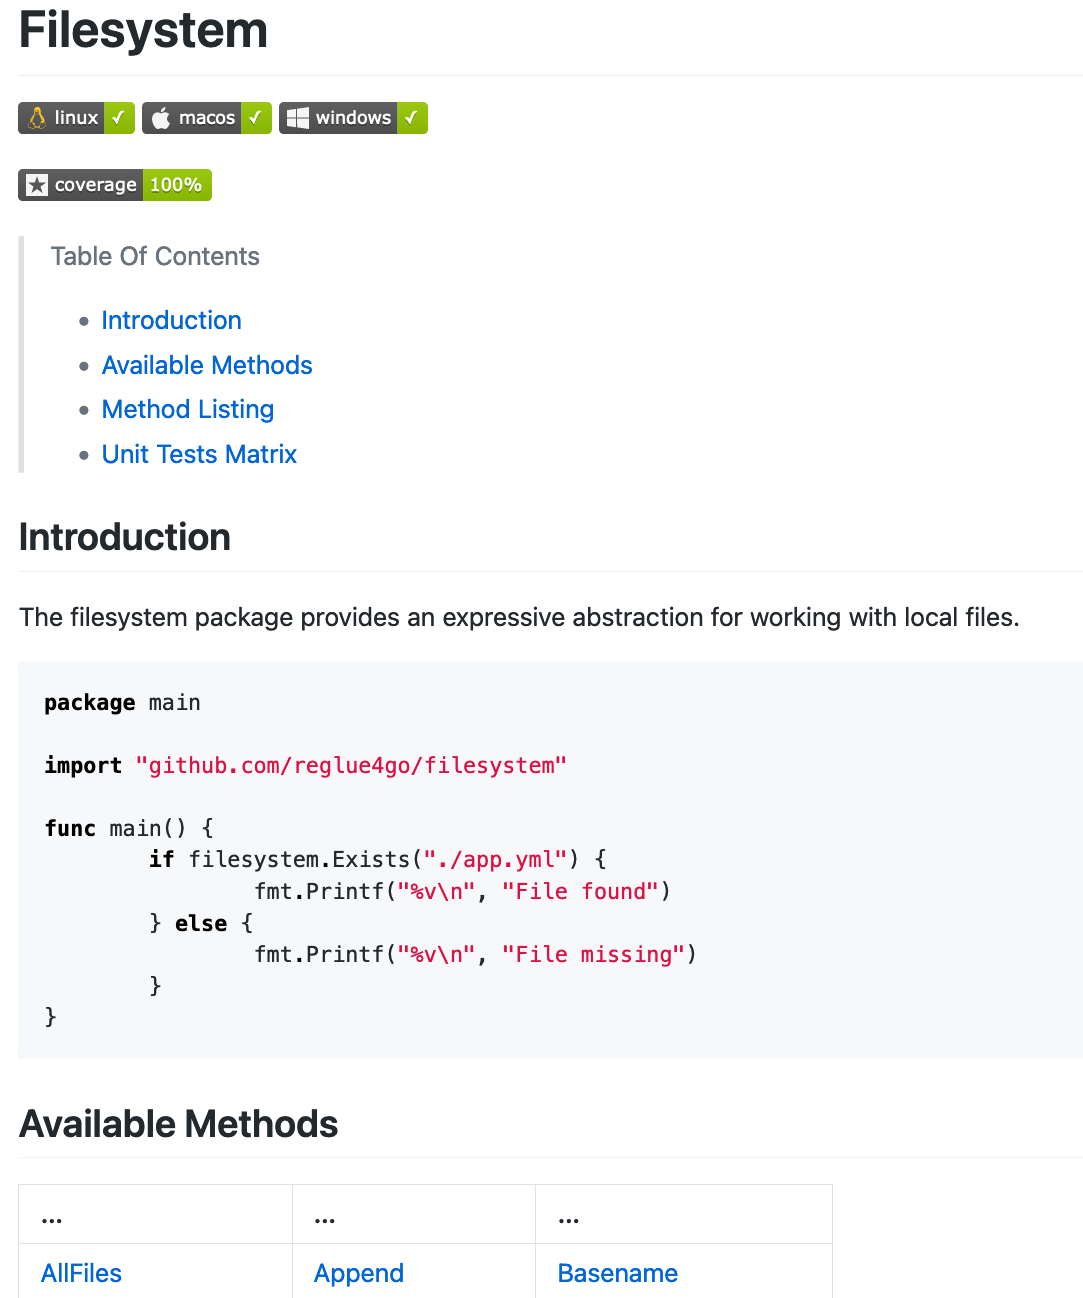 Filesystem
linux ✓ macos ✓ windows ✓
coverage 100%
Table Of Contents
Introduction
Available Methods
Method Listing
Unit Tests Matrix
Introduction
The filesystem package provides an expressive abstraction for working with local files.
package main
import "github.com/reglue4go/filesystem"
func main() {
if filesystem.Exists("./app.yml") {
fmt.Printf("%v\n", "File found")
} else {
fmt.Printf("%v\n", "File missing")
}
}
Available Methods
... ... ...
AllFiles Append Basename